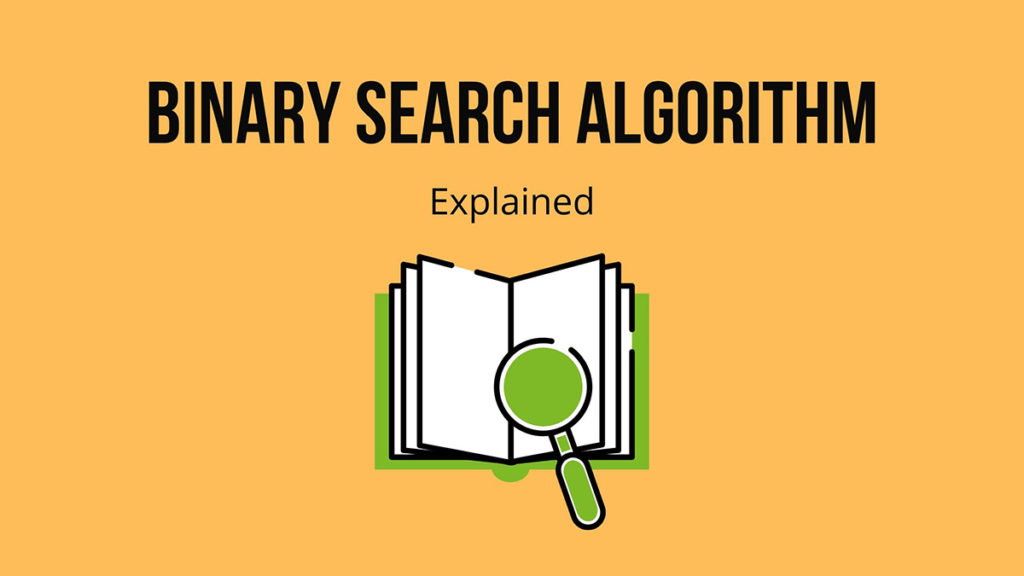 BINARY SEARCH ALGORITHM
Explained